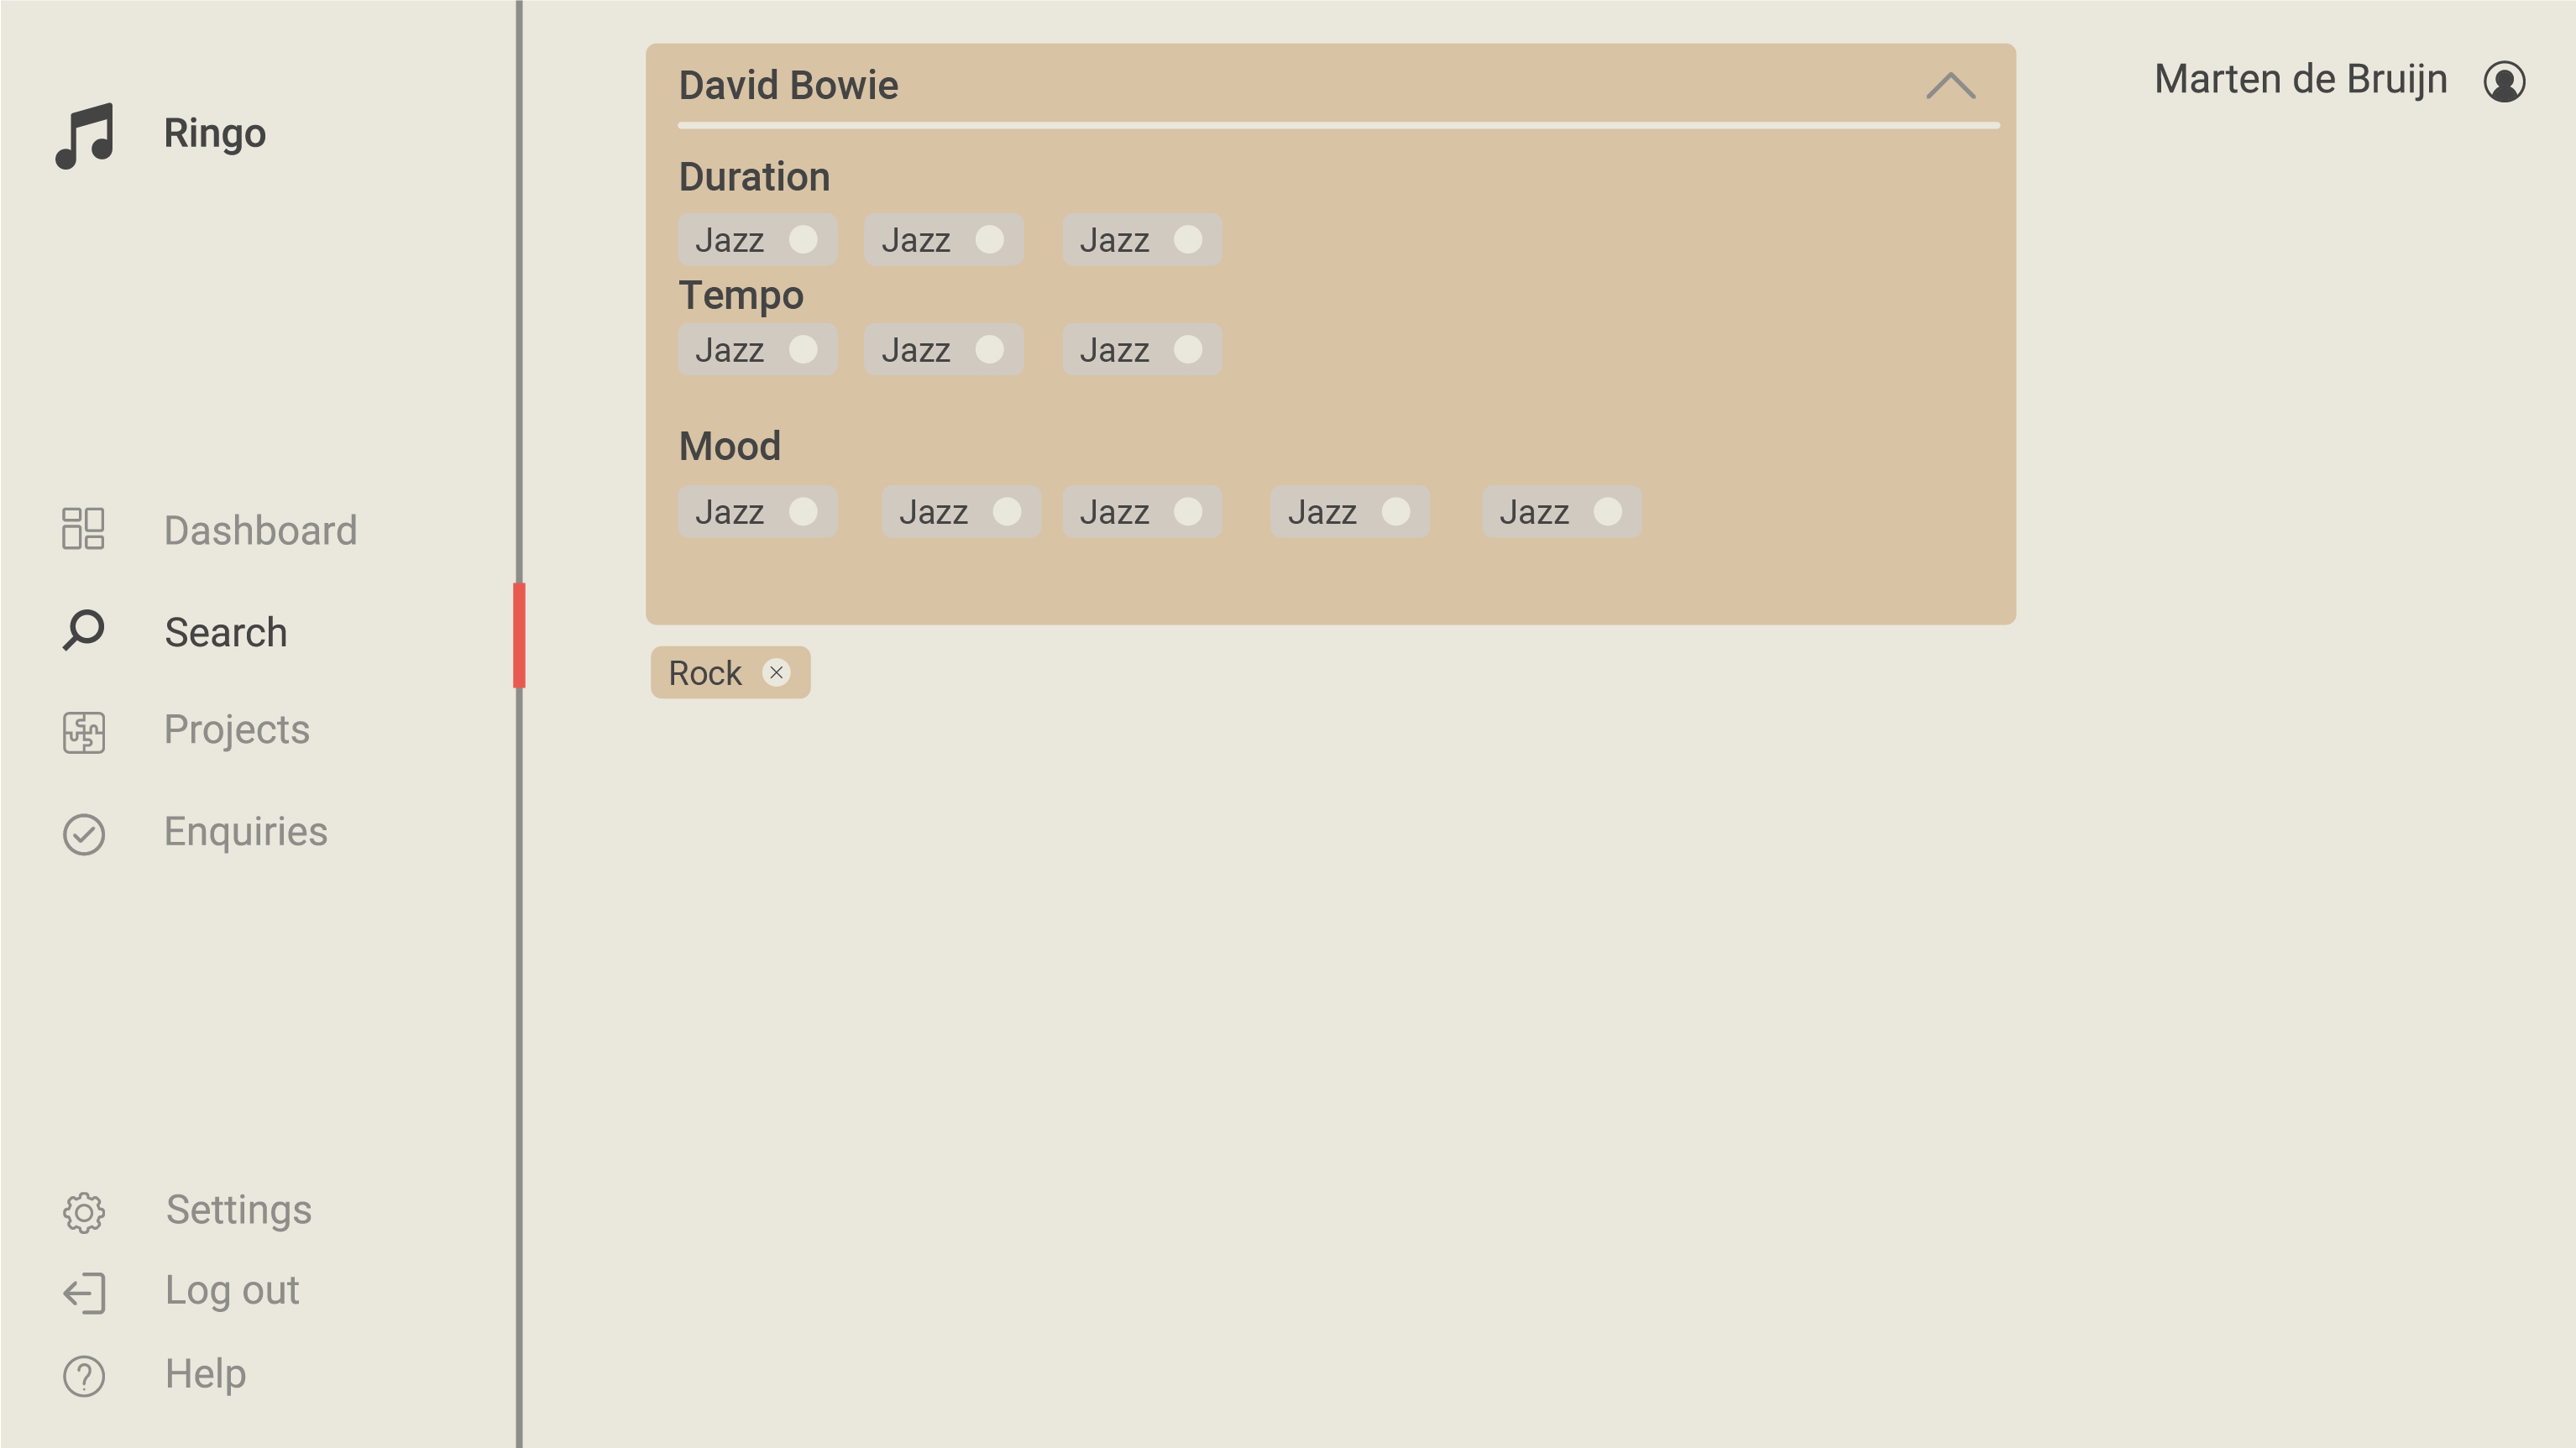 Ringo
Dashboard
Search
Projects
Enquiries
Settings
Log out
Help
David Bowie
Duration
Jazz Jazz Jazz
Tempo
Jazz Jazz Jazz
Mood
Jazz Jazz Jazz Jazz Jazz
Rock
Marten de Bruijn